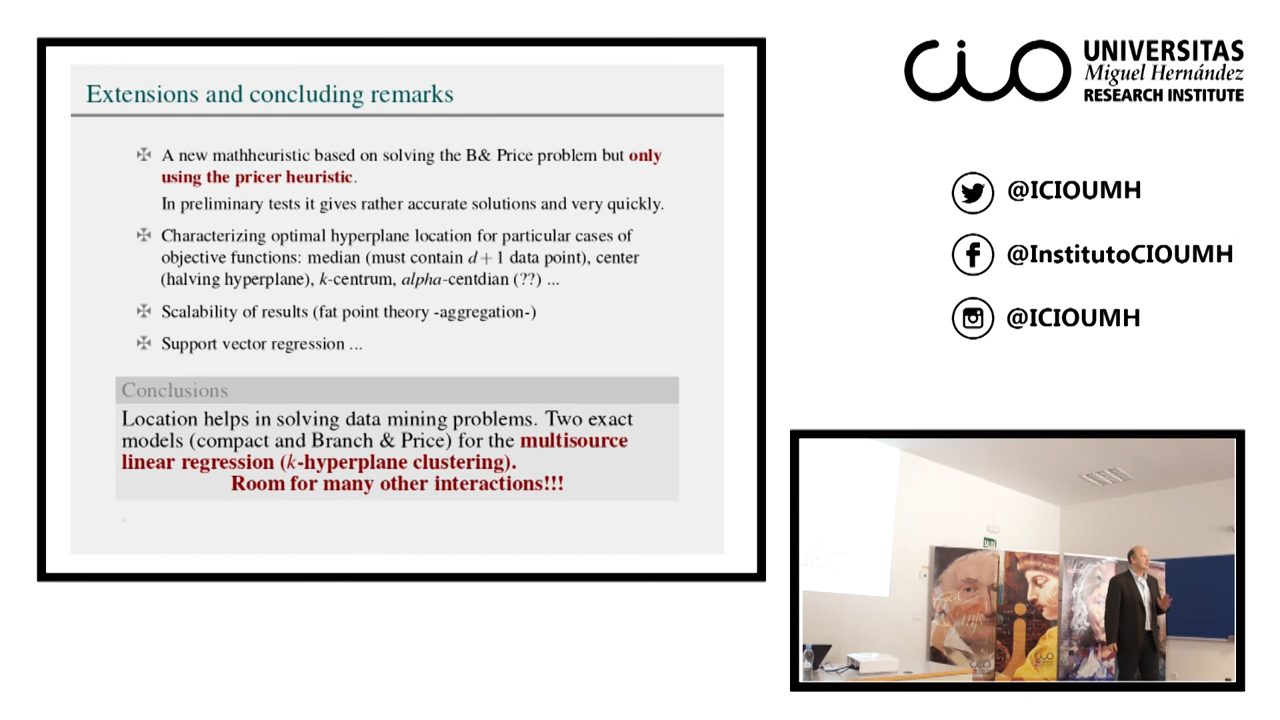 Extensions and concluding remarks
A new mathheuristic based on solving the B& Price problem but only
using the pricer heuristic.
In preliminary tests it gives rather accurate solutions and very quickly.
Characterizing optimal hyperplane location for particular cases of
objective functions: median (must contain d + 1 data point), center
(halving hyperplane), k-centrum, alpha-centdian (??) ...
Scalability of results (fat point theory -aggregation-)
Support vector regression ...
Conclusions
Location helps in solving data mining problems. Two exact
models (compact and Branch & Price) for the multisource
linear regression (k-hyperplane clustering).
Room for many other interactions!!!
cio
UNIVERSITAS
Miguel Hernández
RESEARCH INSTITUTE
@ICIOUMH
@InstitutoCIOUMH
@ICIOUMH